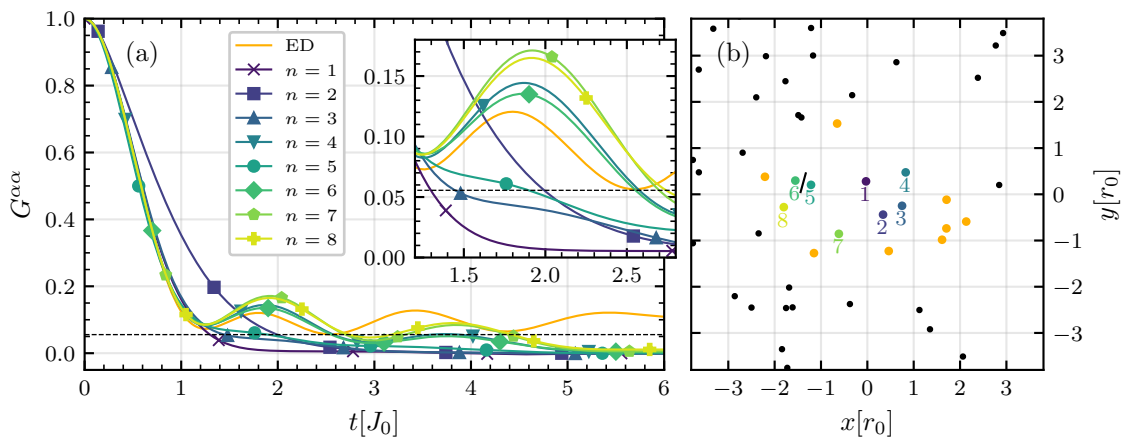 (a)
G^{αα}
1.0
0.8
0.6
0.4
0.2
0.0
0 1 2 3 4 5 6
t[J_0]
ED
n = 1
n = 2
n = 3
n = 4
n = 5
n = 6
n = 7
n = 8
0.15
0.10
0.05
0.00
1.5 2.0 2.5
(b)
1
2
3
4
5
6
7
8
3
2
1
0
−1
−2
−3
y[r_0]
−3 −2 −1 0 1 2 3
x[r_0]